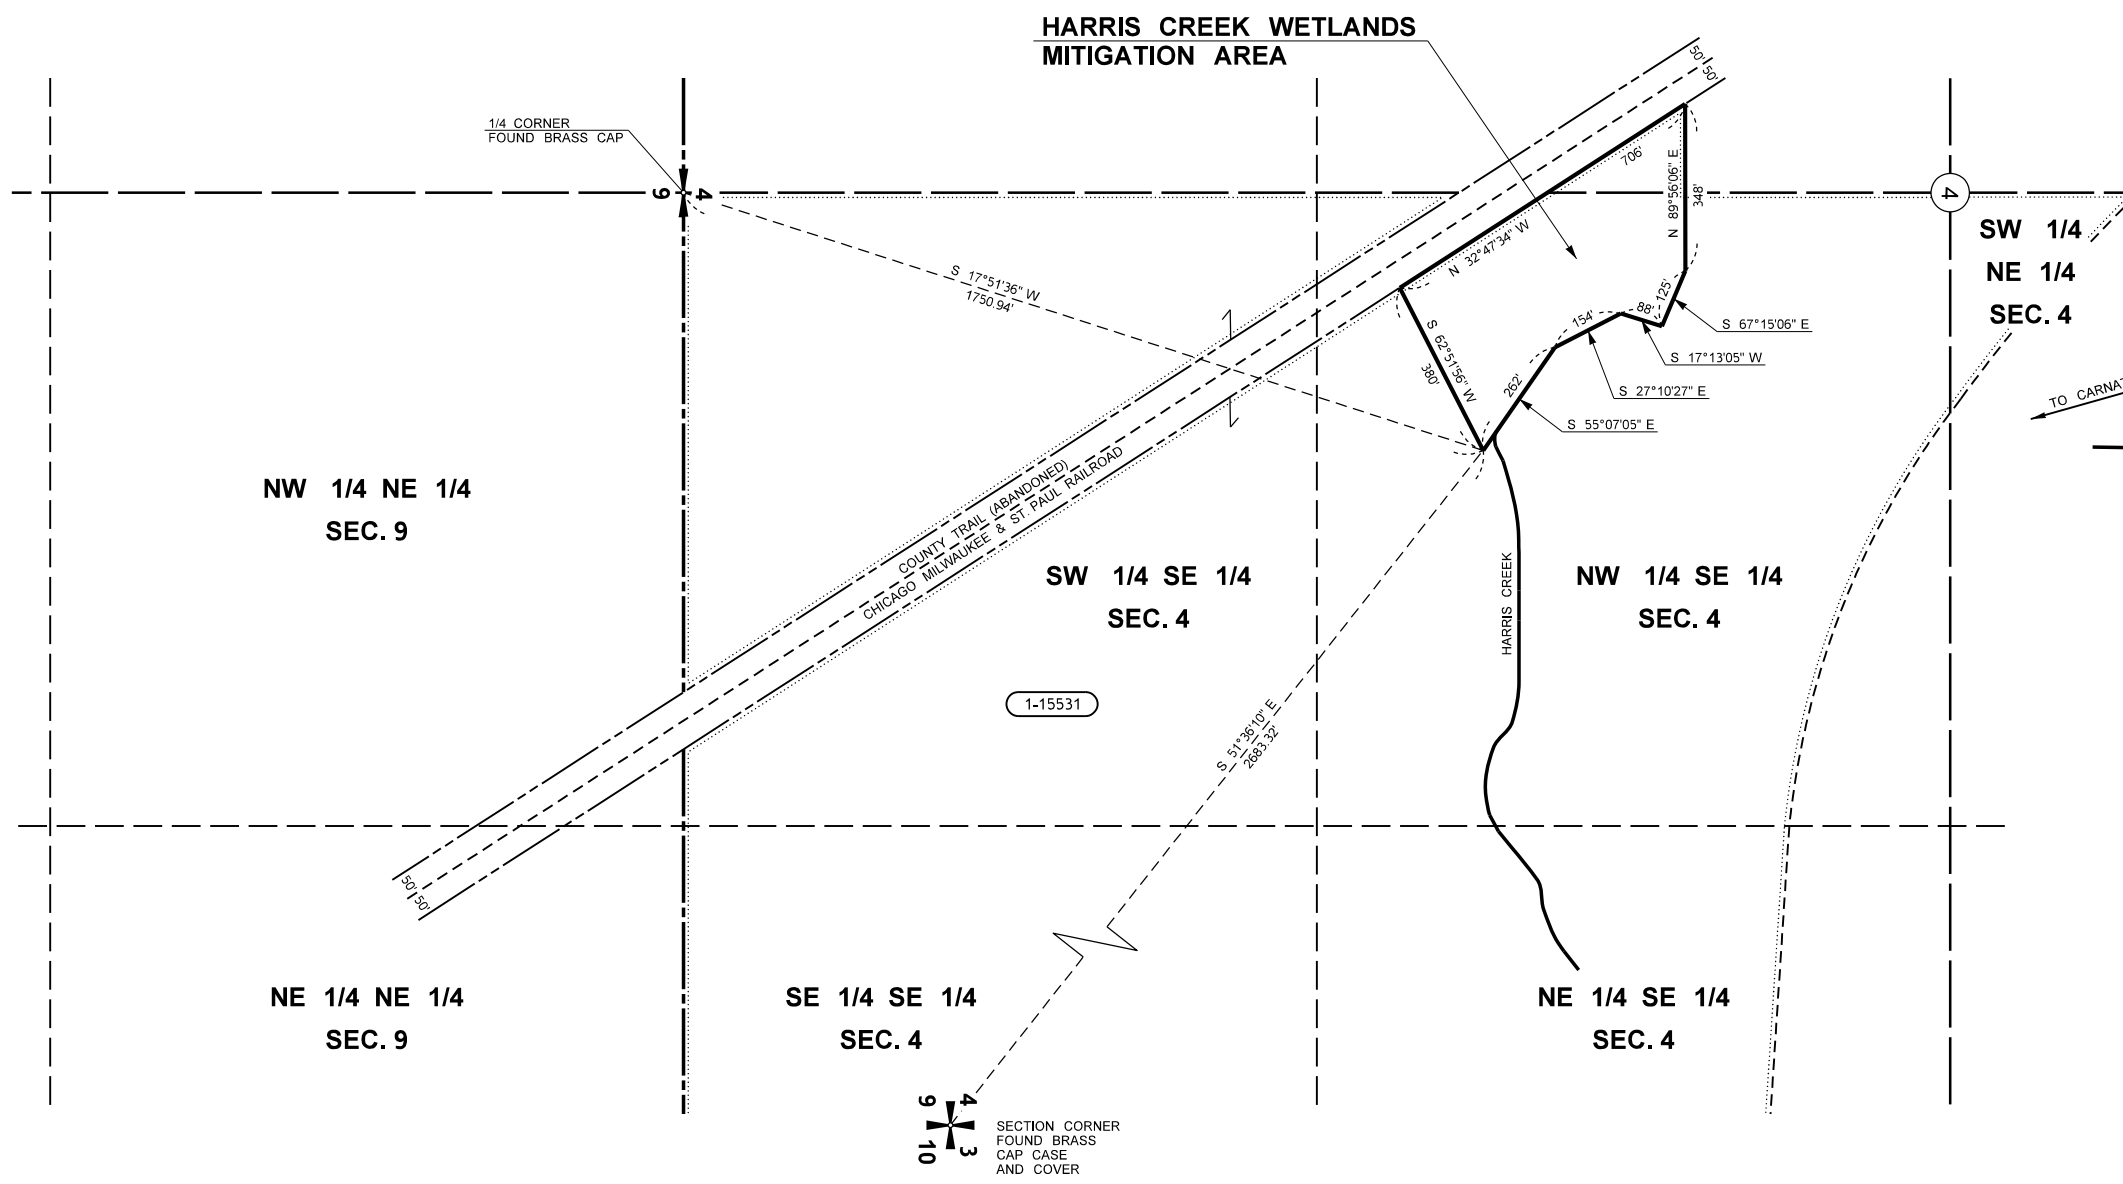 HARRIS CREEK WETLANDS
MITIGATION AREA
50' 50'
1/4 CORNER
FOUND BRASS CAP
9 4
706'
N 89°56'06" E
348'
4
SW 1/4
NE 1/4
SEC. 4
S 17°51'36" W
1750.94'
N 32°47'34" W
S 62°51'56" W
380'
262'
154'
88'
125'
S 67°15'06" E
S 17°13'05" W
S 27°10'27" E
S 55°07'05" E
TO CARNAT
NW 1/4 NE 1/4
SEC. 9
COUNTY TRAIL (ABANDONED)
CHICAGO MILWAUKEE & ST. PAUL RAILROAD
SW 1/4 SE 1/4
SEC. 4
HARRIS CREEK
NW 1/4 SE 1/4
SEC. 4
1-15531
S 51°36'10" E
2683.32'
50' 50'
NE 1/4 NE 1/4
SEC. 9
SE 1/4 SE 1/4
SEC. 4
NE 1/4 SE 1/4
SEC. 4
9 4
10 3
SECTION CORNER
FOUND BRASS
CAP CASE
AND COVER